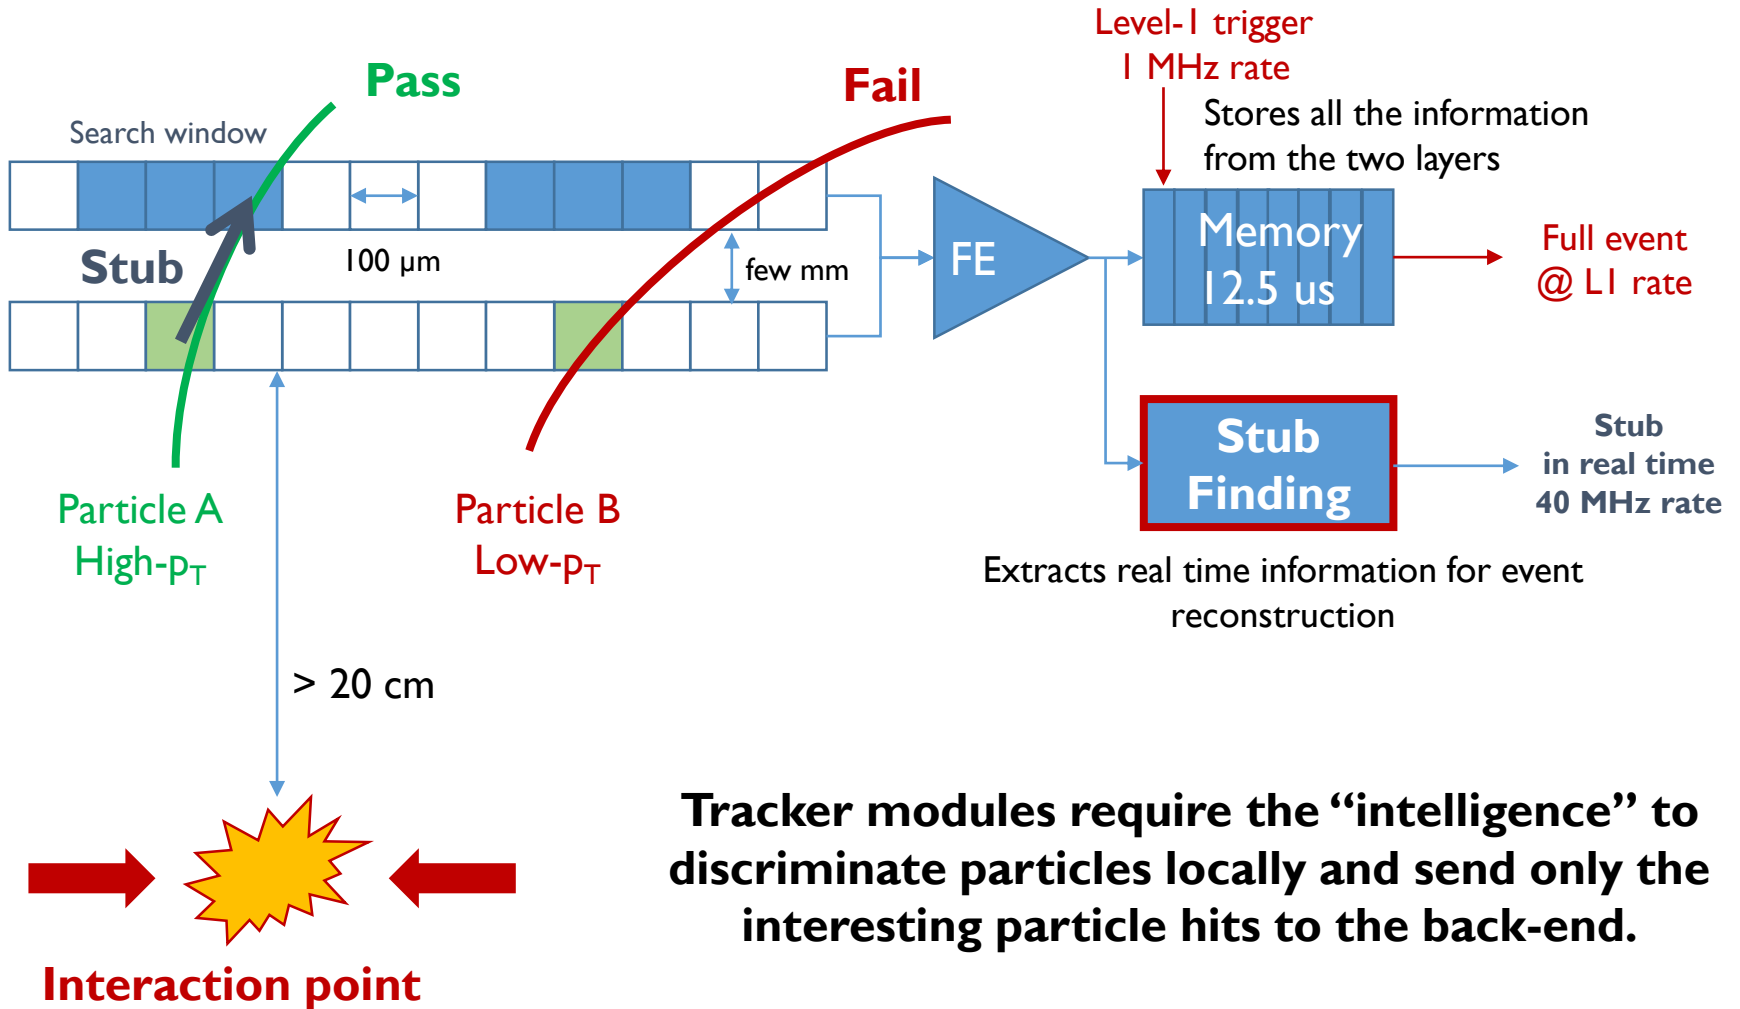 Level-1 trigger
1 MHz rate
Pass
Fail
Search window
Stores all the information
from the two layers
Stub
100 µm
few mm
FE
Memory
12.5 us
Full event
@ L1 rate
Stub
Finding
Stub
in real time
40 MHz rate
Particle A
High-pT
Particle B
Low-pT
Extracts real time information for event
reconstruction
> 20 cm
Tracker modules require the “intelligence” to
discriminate particles locally and send only the
interesting particle hits to the back-end.
Interaction point